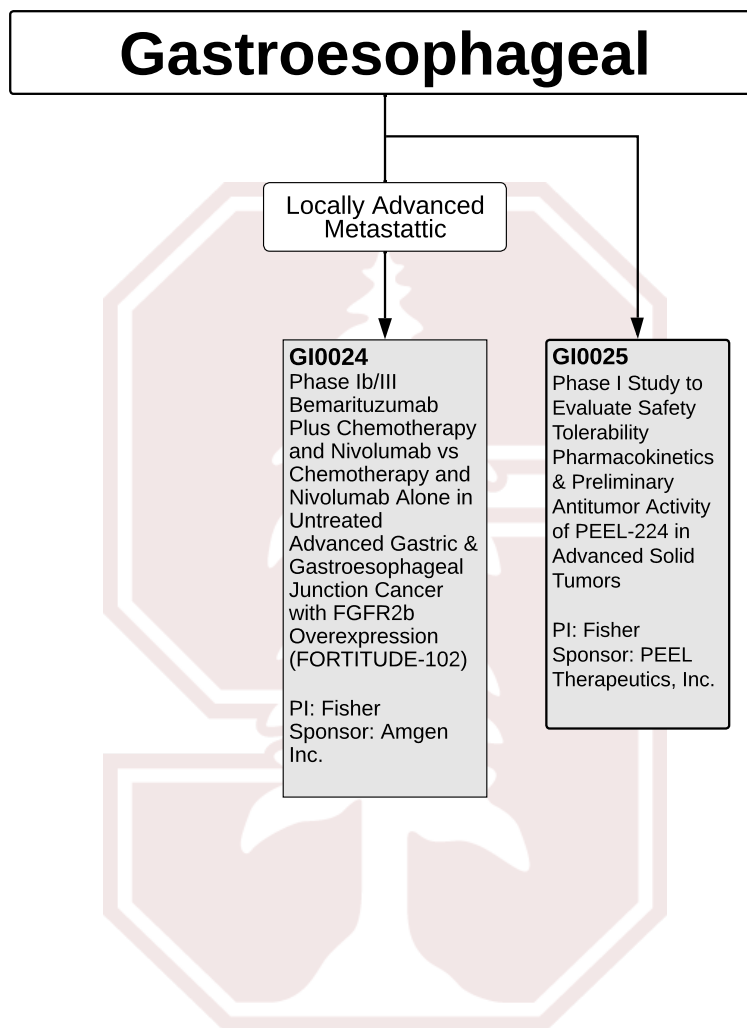 Gastroesophageal
Locally Advanced
Metastattic
GI0024
Phase Ib/III
Bemarituzumab
Plus Chemotherapy
and Nivolumab vs
Chemotherapy and
Nivolumab Alone in
Untreated
Advanced Gastric &
Gastroesophageal
Junction Cancer
with FGFR2b
Overexpression
(FORTITUDE-102)
PI: Fisher
Sponsor: Amgen
Inc.
GI0025
Phase I Study to
Evaluate Safety
Tolerability
Pharmacokinetics
& Preliminary
Antitumor Activity
of PEEL-224 in
Advanced Solid
Tumors
PI: Fisher
Sponsor: PEEL
Therapeutics, Inc.